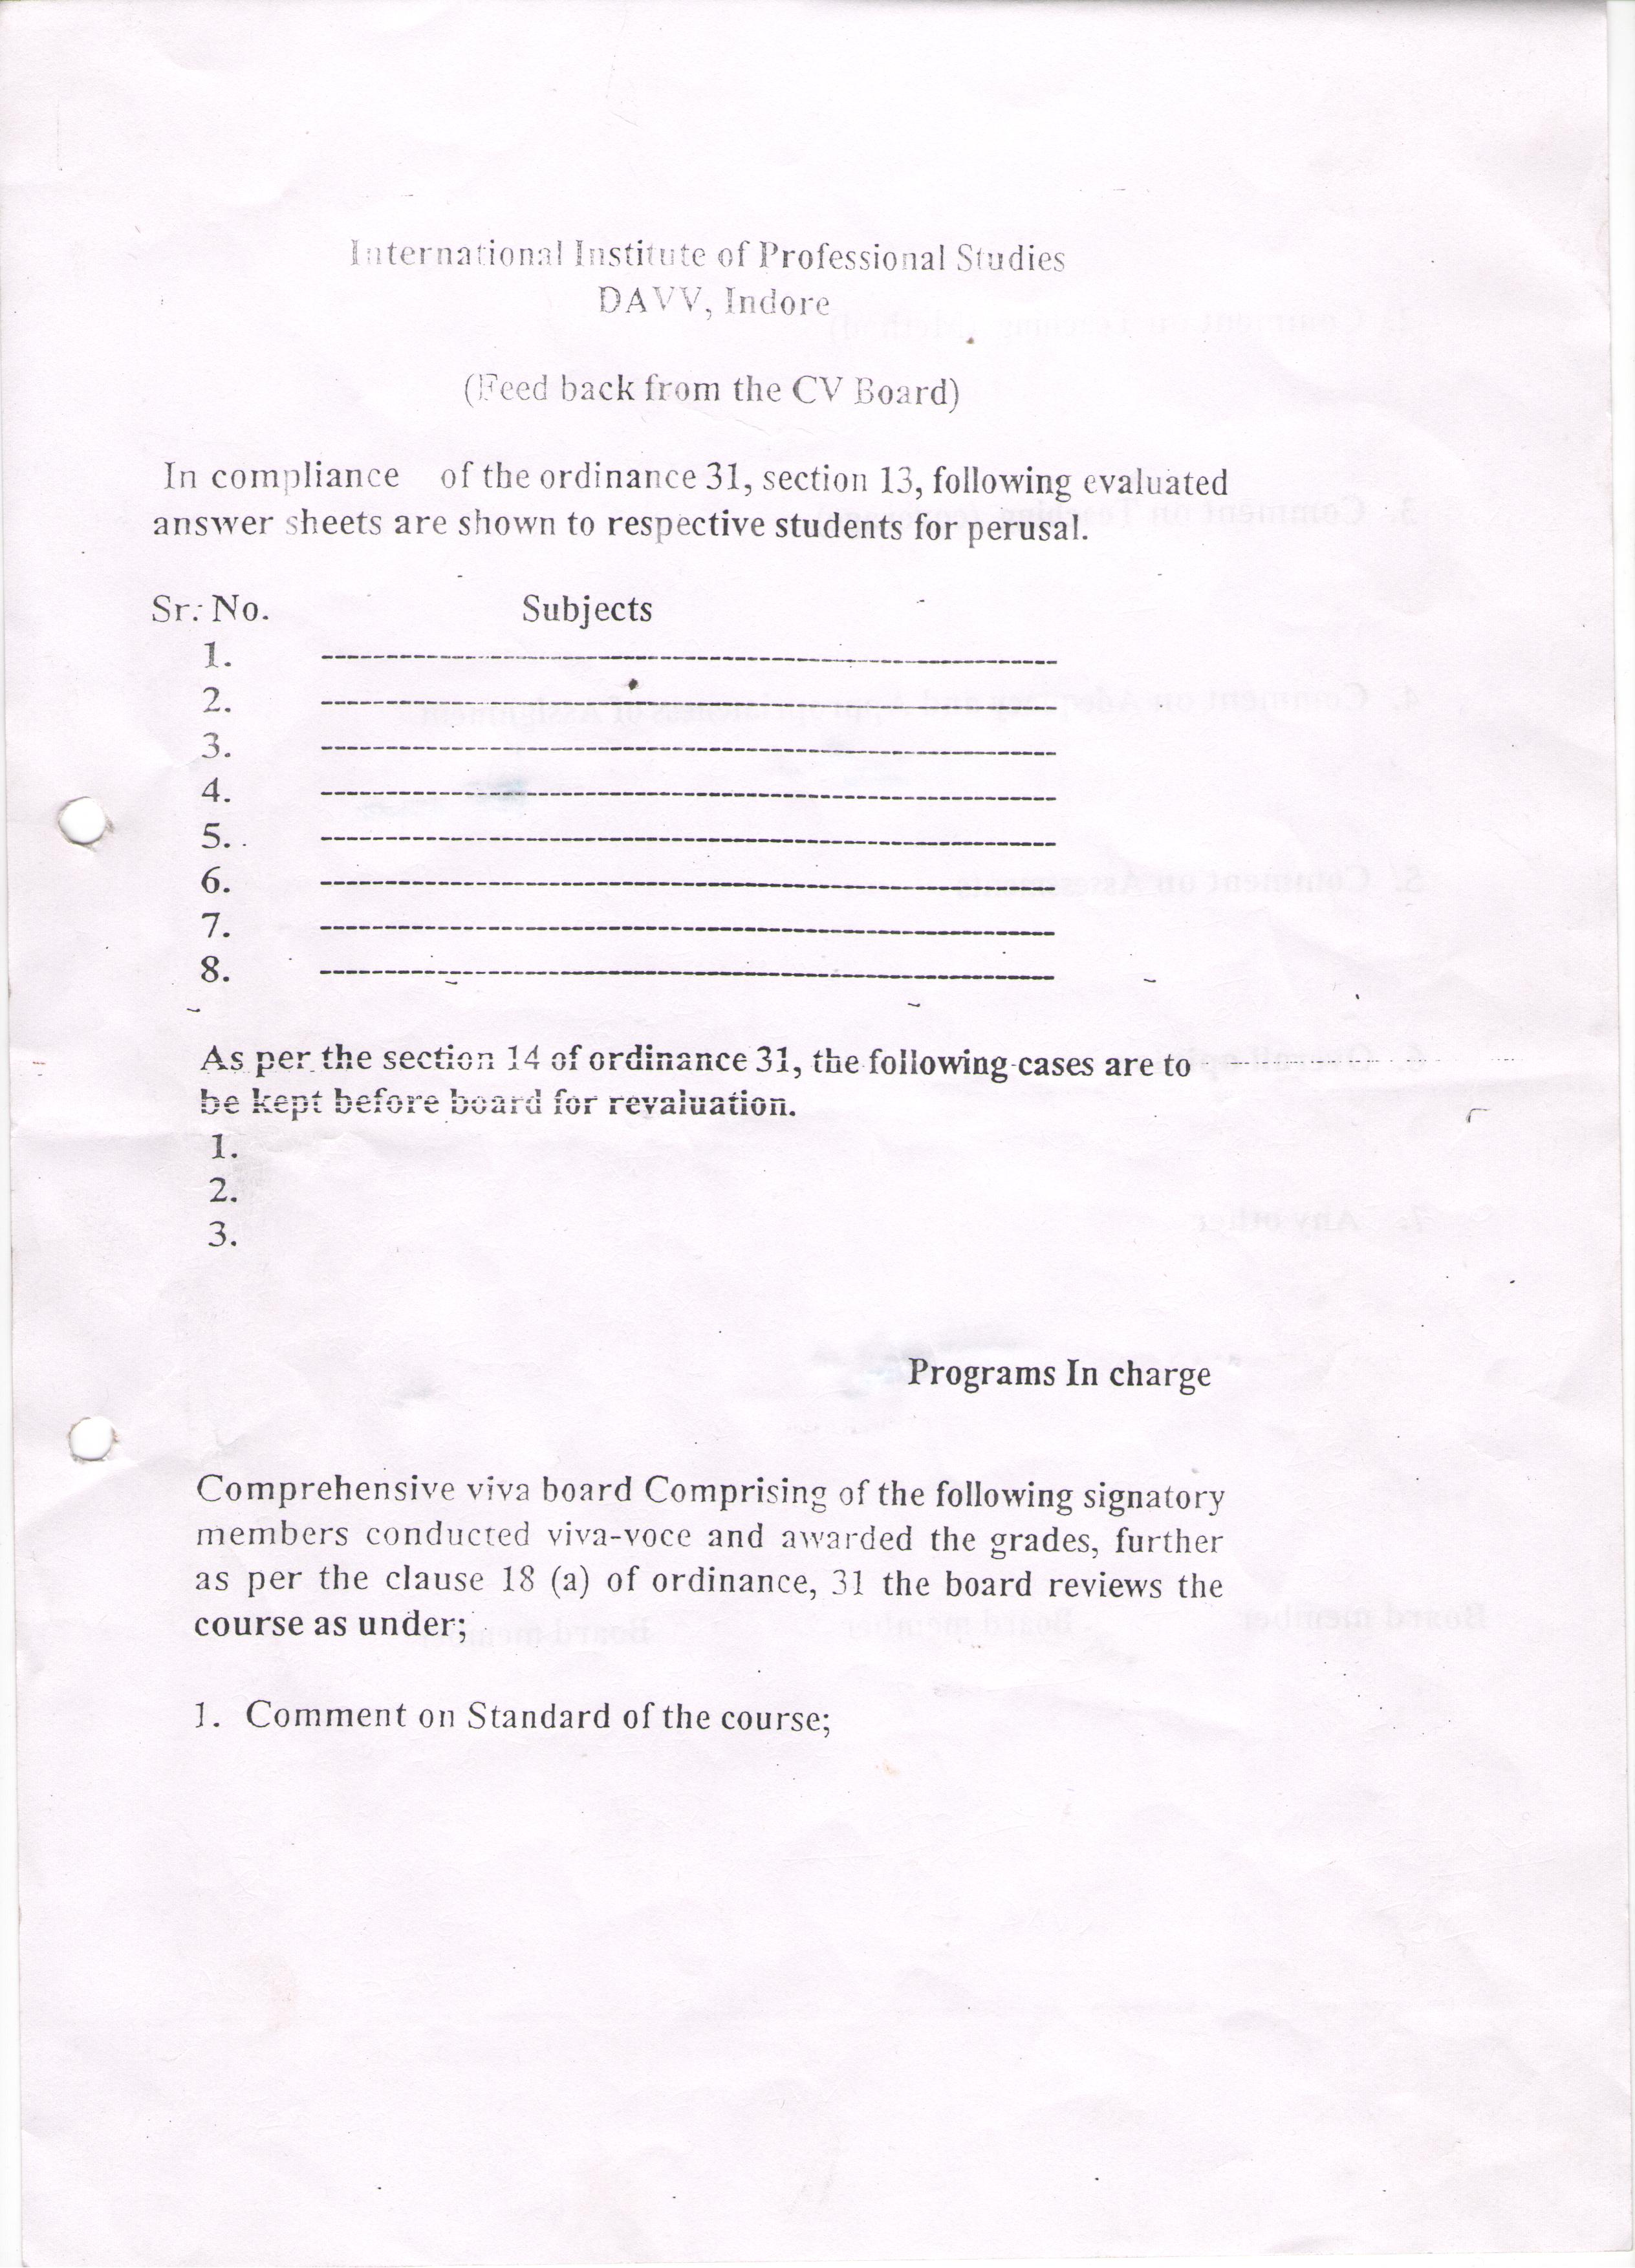 International Institute of Professional Studies
DAVV, Indore
(Feed back from the CV Board)
In compliance of the ordinance 31, section 13, following evaluated
answer sheets are shown to respective students for perusal.
Sr. No. Subjects
1. ----------------------------------------------------------------------
2. ----------------------------------------------------------------------
3. ----------------------------------------------------------------------
4. ----------------------------------------------------------------------
5. ----------------------------------------------------------------------
6. ----------------------------------------------------------------------
7. ----------------------------------------------------------------------
8. ----------------------------------------------------------------------
As per the section 14 of ordinance 31, the following cases are to
be kept before board for revaluation.
1.
2.
3.
Programs In charge
Comprehensive viva board Comprising of the following signatory
members conducted viva-voce and awarded the grades, further
as per the clause 18 (a) of ordinance, 31 the board reviews the
course as under;
1. Comment on Standard of the course;